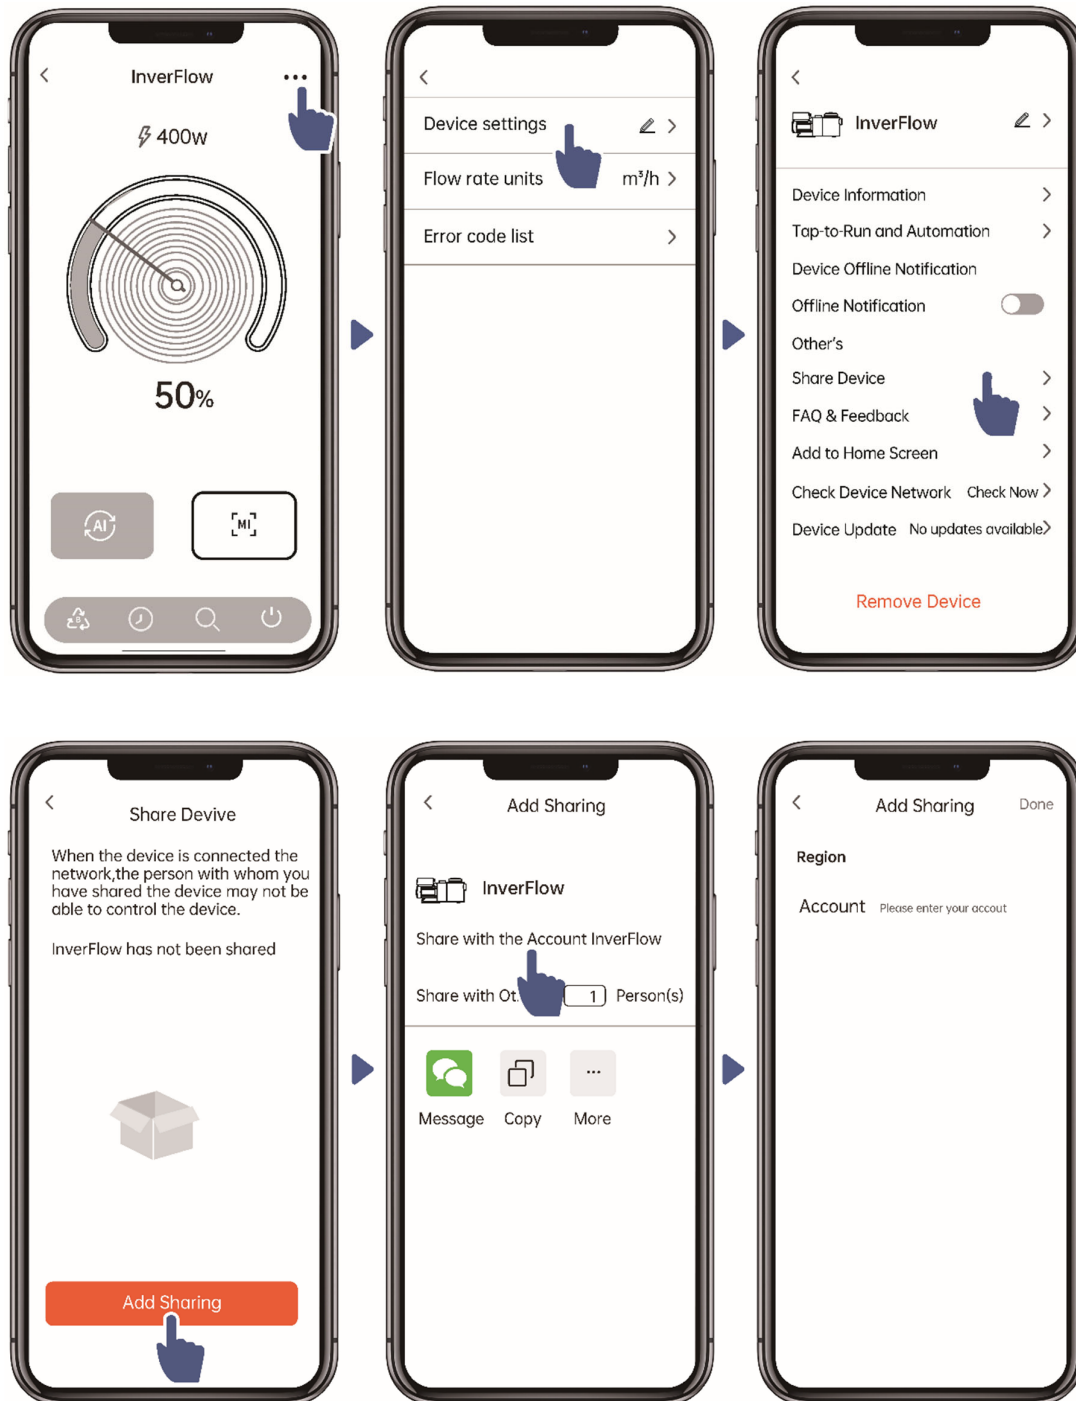 InverFlow
400w
50%
AI
MI
B
Device settings
Flow rate units m³/h
Error code list
InverFlow
Device Information
Tap-to-Run and Automation
Device Offline Notification
Offline Notification
Other's
Share Device
FAQ & Feedback
Add to Home Screen
Check Device Network Check Now
Device Update No updates available
Remove Device
Share Devive
When the device is connected the
network,the person with whom you
have shared the device may not be
able to control the device.
InverFlow has not been shared
Add Sharing
Add Sharing
InverFlow
Share with the Account InverFlow
Share with 1 Person(s)
Message Copy More
Add Sharing Done
Region
Account Please enter your accout